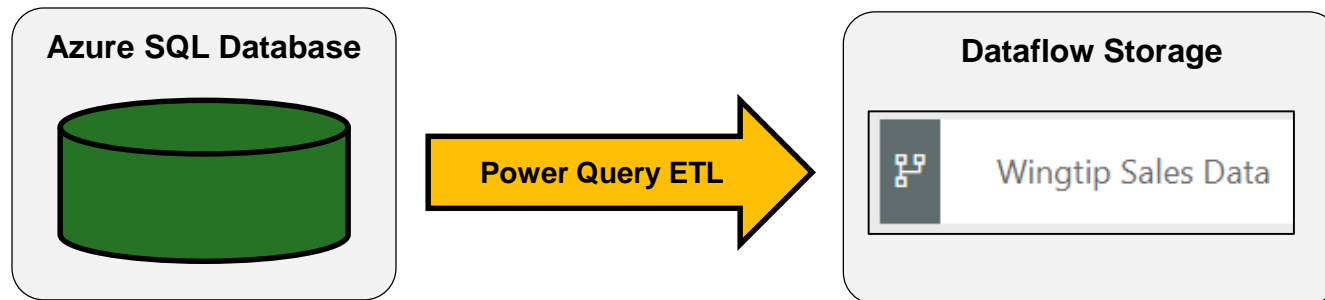 Azure SQL Database
Power Query ETL
Dataflow Storage
Wingtip Sales Data